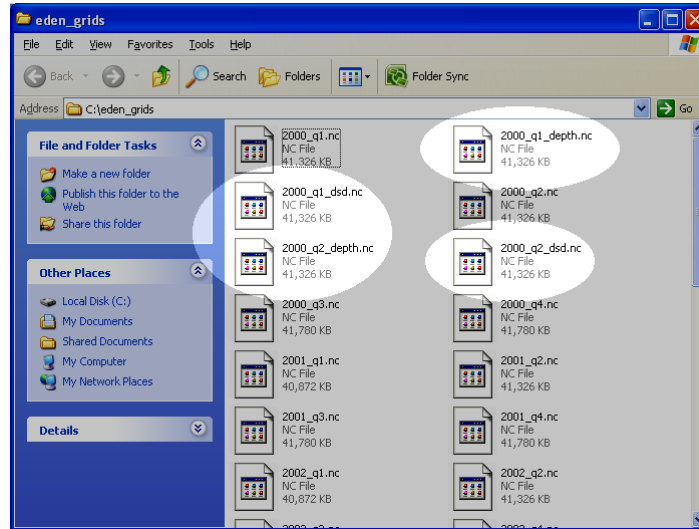 eden_grids
File Edit View Favorites Tools Help
Back Search Folders Folder Sync
Address C:\eden_grids Go
File and Folder Tasks
Make a new folder
Publish this folder to the
Web
Share this folder
Other Places
Local Disk (C:)
My Documents
Shared Documents
My Computer
My Network Places
Details
2000_q1.nc
NC File
41,326 KB
2000_q1_depth.nc
NC File
41,326 KB
2000_q1_dsd.nc
NC File
41,326 KB
2000_q2.nc
NC File
41,326 KB
2000_q2_depth.nc
NC File
41,326 KB
2000_q2_dsd.nc
NC File
41,326 KB
2000_q3.nc
NC File
41,780 KB
2000_q4.nc
NC File
41,780 KB
2001_q1.nc
NC File
40,872 KB
2001_q2.nc
NC File
41,326 KB
2001_q3.nc
NC File
41,780 KB
2001_q4.nc
NC File
41,780 KB
2002_q1.nc
NC File
40,872 KB
2002_q2.nc
NC File
41,326 KB